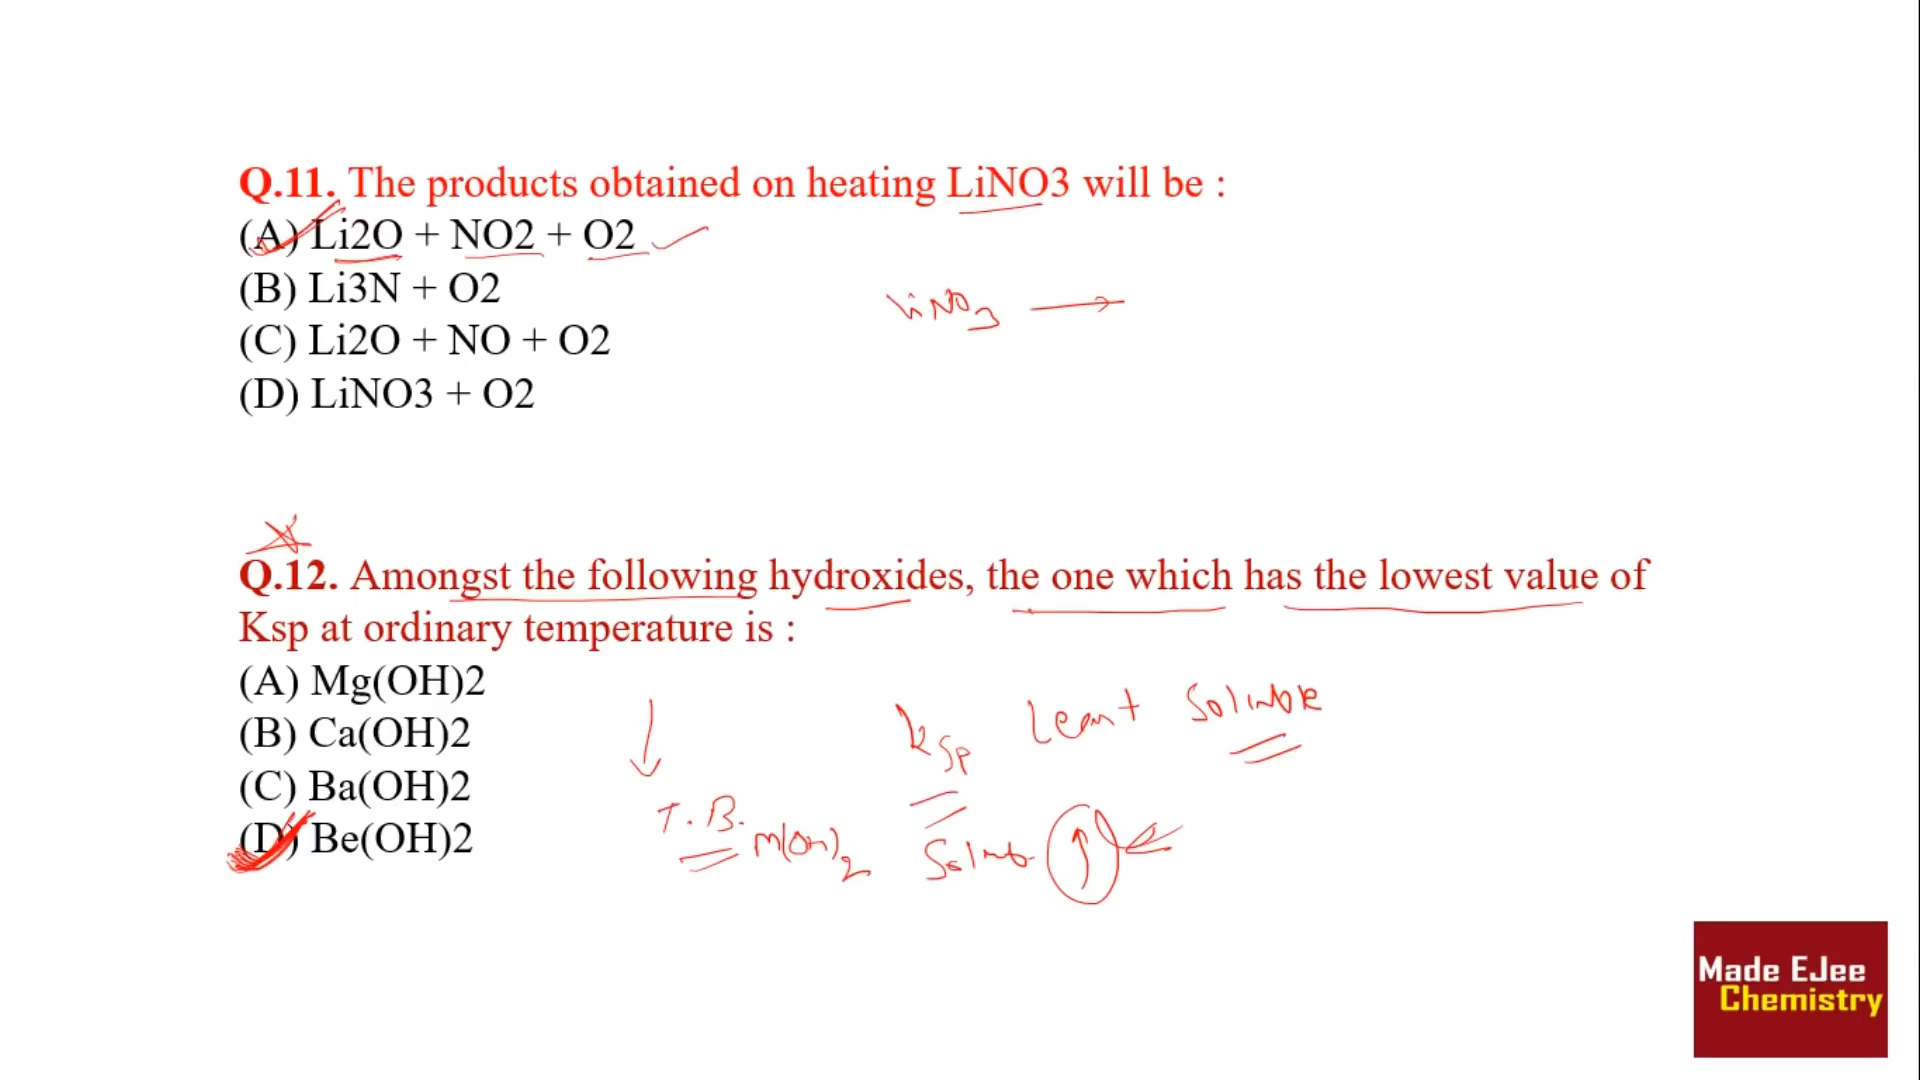 Q.11. The products obtained on heating LiNO3 will be :
(A) Li2O + NO2 + O2
(B) Li3N + O2
(C) Li2O + NO + O2
(D) LiNO3 + O2
LiNO3 →
Q.12. Amongst the following hydroxides, the one which has the lowest value of
Ksp at ordinary temperature is :
(A) Mg(OH)2
(B) Ca(OH)2
(C) Ba(OH)2
(D) Be(OH)2
↓
T.B.
M(OH)2
Ksp Least Soluble
↑
Made EJee
Chemistry